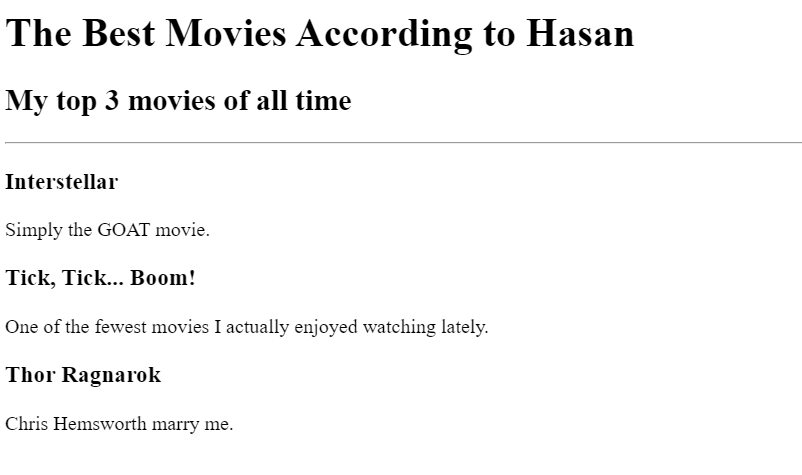 The Best Movies According to Hasan
My top 3 movies of all time
Interstellar
Simply the GOAT movie.
Tick, Tick... Boom!
One of the fewest movies I actually enjoyed watching lately.
Thor Ragnarok
Chris Hemsworth marry me.